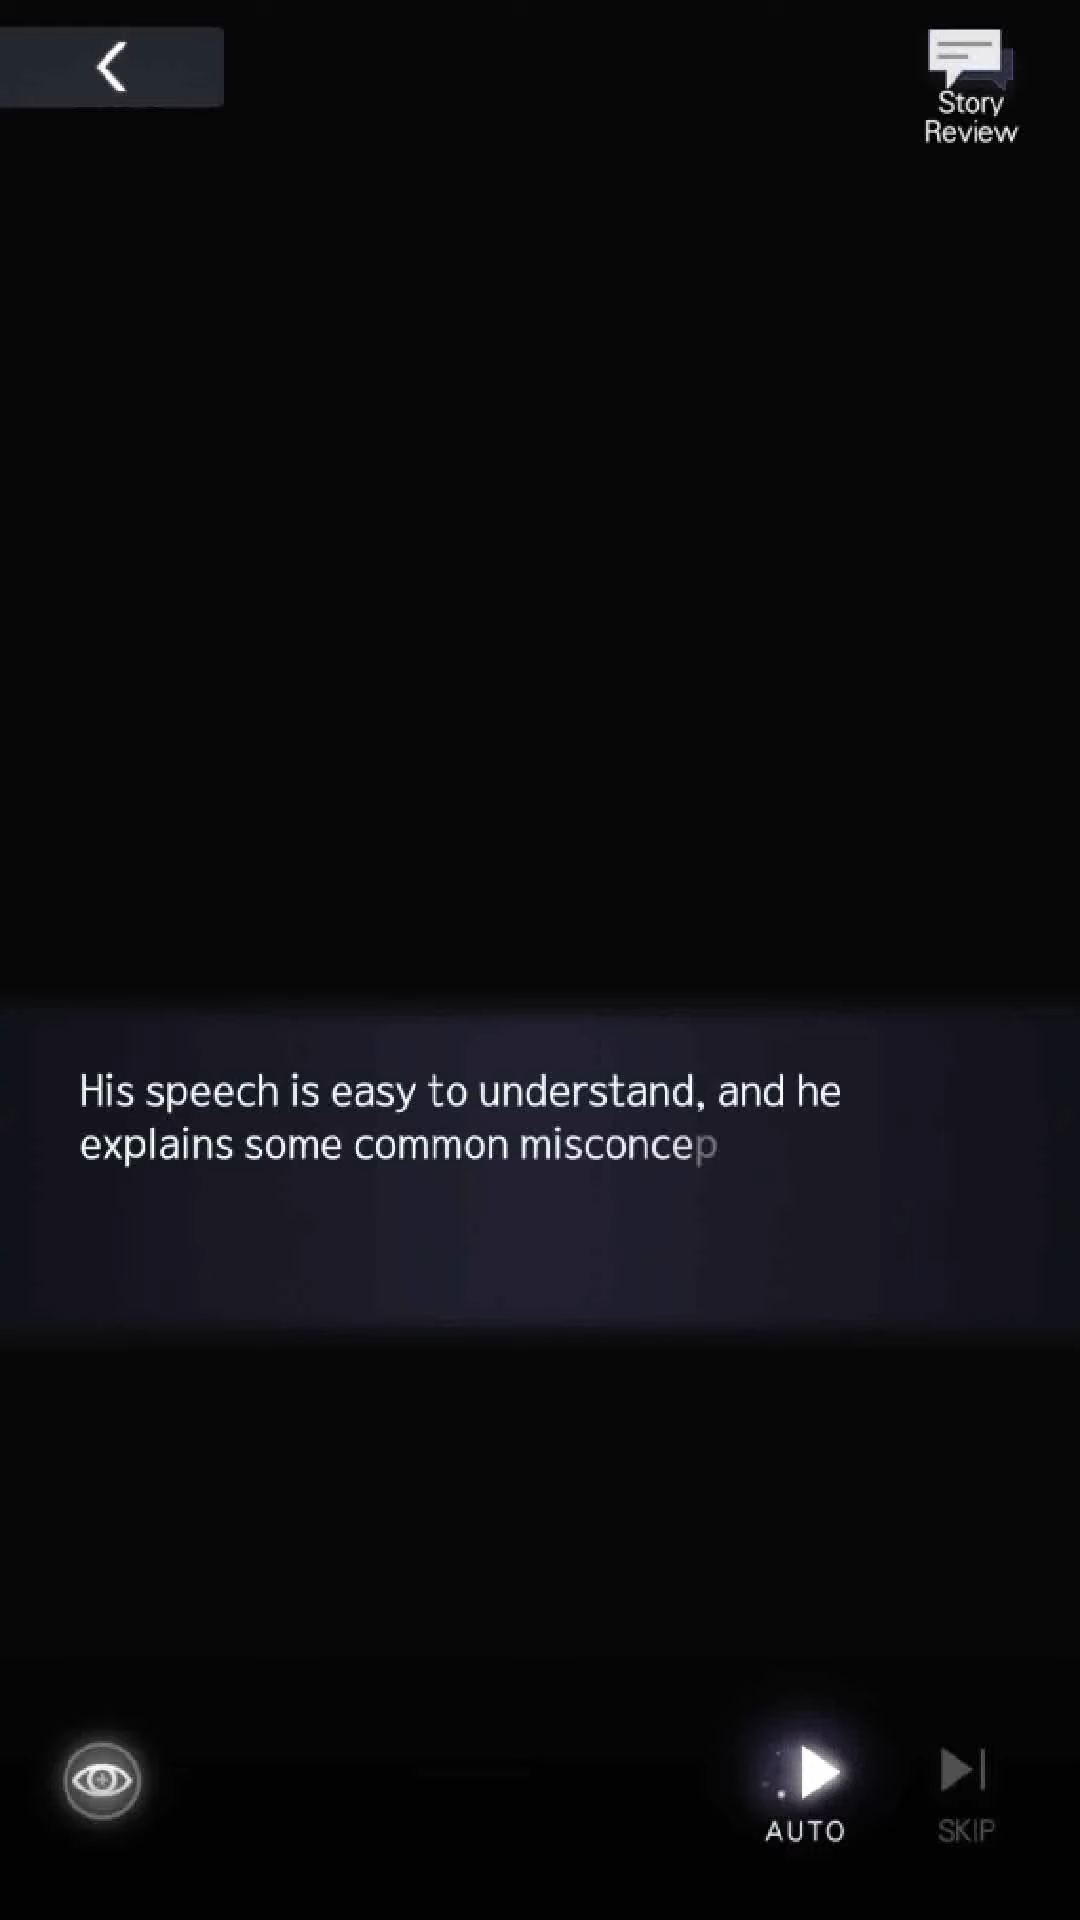 Story
Review
His speech is easy to understand, and he
explains some common misconcep
AUTO
SKIP